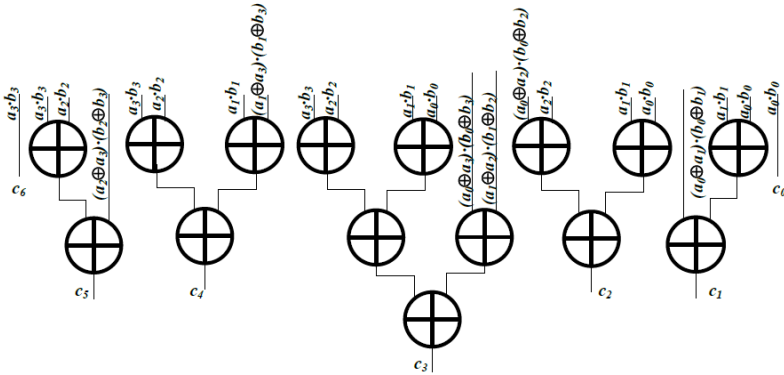 a₃·b₃
a₃·b₃
a₂·b₂
(a₂⊕a₃)·(b₂⊕b₃)
a₃·b₃
a₂·b₂
a₁·b₁
(a₁⊕a₃)·(b₁⊕b₃)
a₃·b₃
a₂·b₂
a₁·b₁
a₀·b₀
(a₀⊕a₃)·(b₀⊕b₃)
(a₁⊕a₂)·(b₁⊕b₂)
(a₀⊕a₂)·(b₀⊕b₂)
a₂·b₂
a₁·b₁
a₀·b₀
(a₀⊕a₁)·(b₀⊕b₁)
a₁·b₁
a₀·b₀
a₀·b₀
c₆
c₀
c₅
c₄
c₂
c₁
c₃